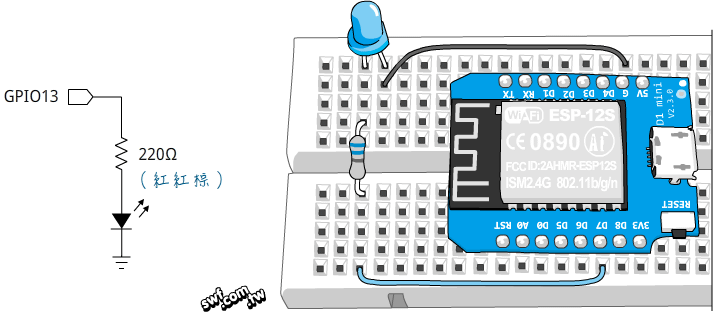 GPIO13
220Ω
(紅紅棕)
TX RX D1 D2 D3 D4 G 5V
D1 mini
V2.3.0
WiFi ESP-12S
CE 0890
FCC ID:2AHMR-ESP12S
ISM2.4G 802.11b/g/n
RESET
RST A0 D0 D5 D6 D7 D8 3V3
swf.com.tw